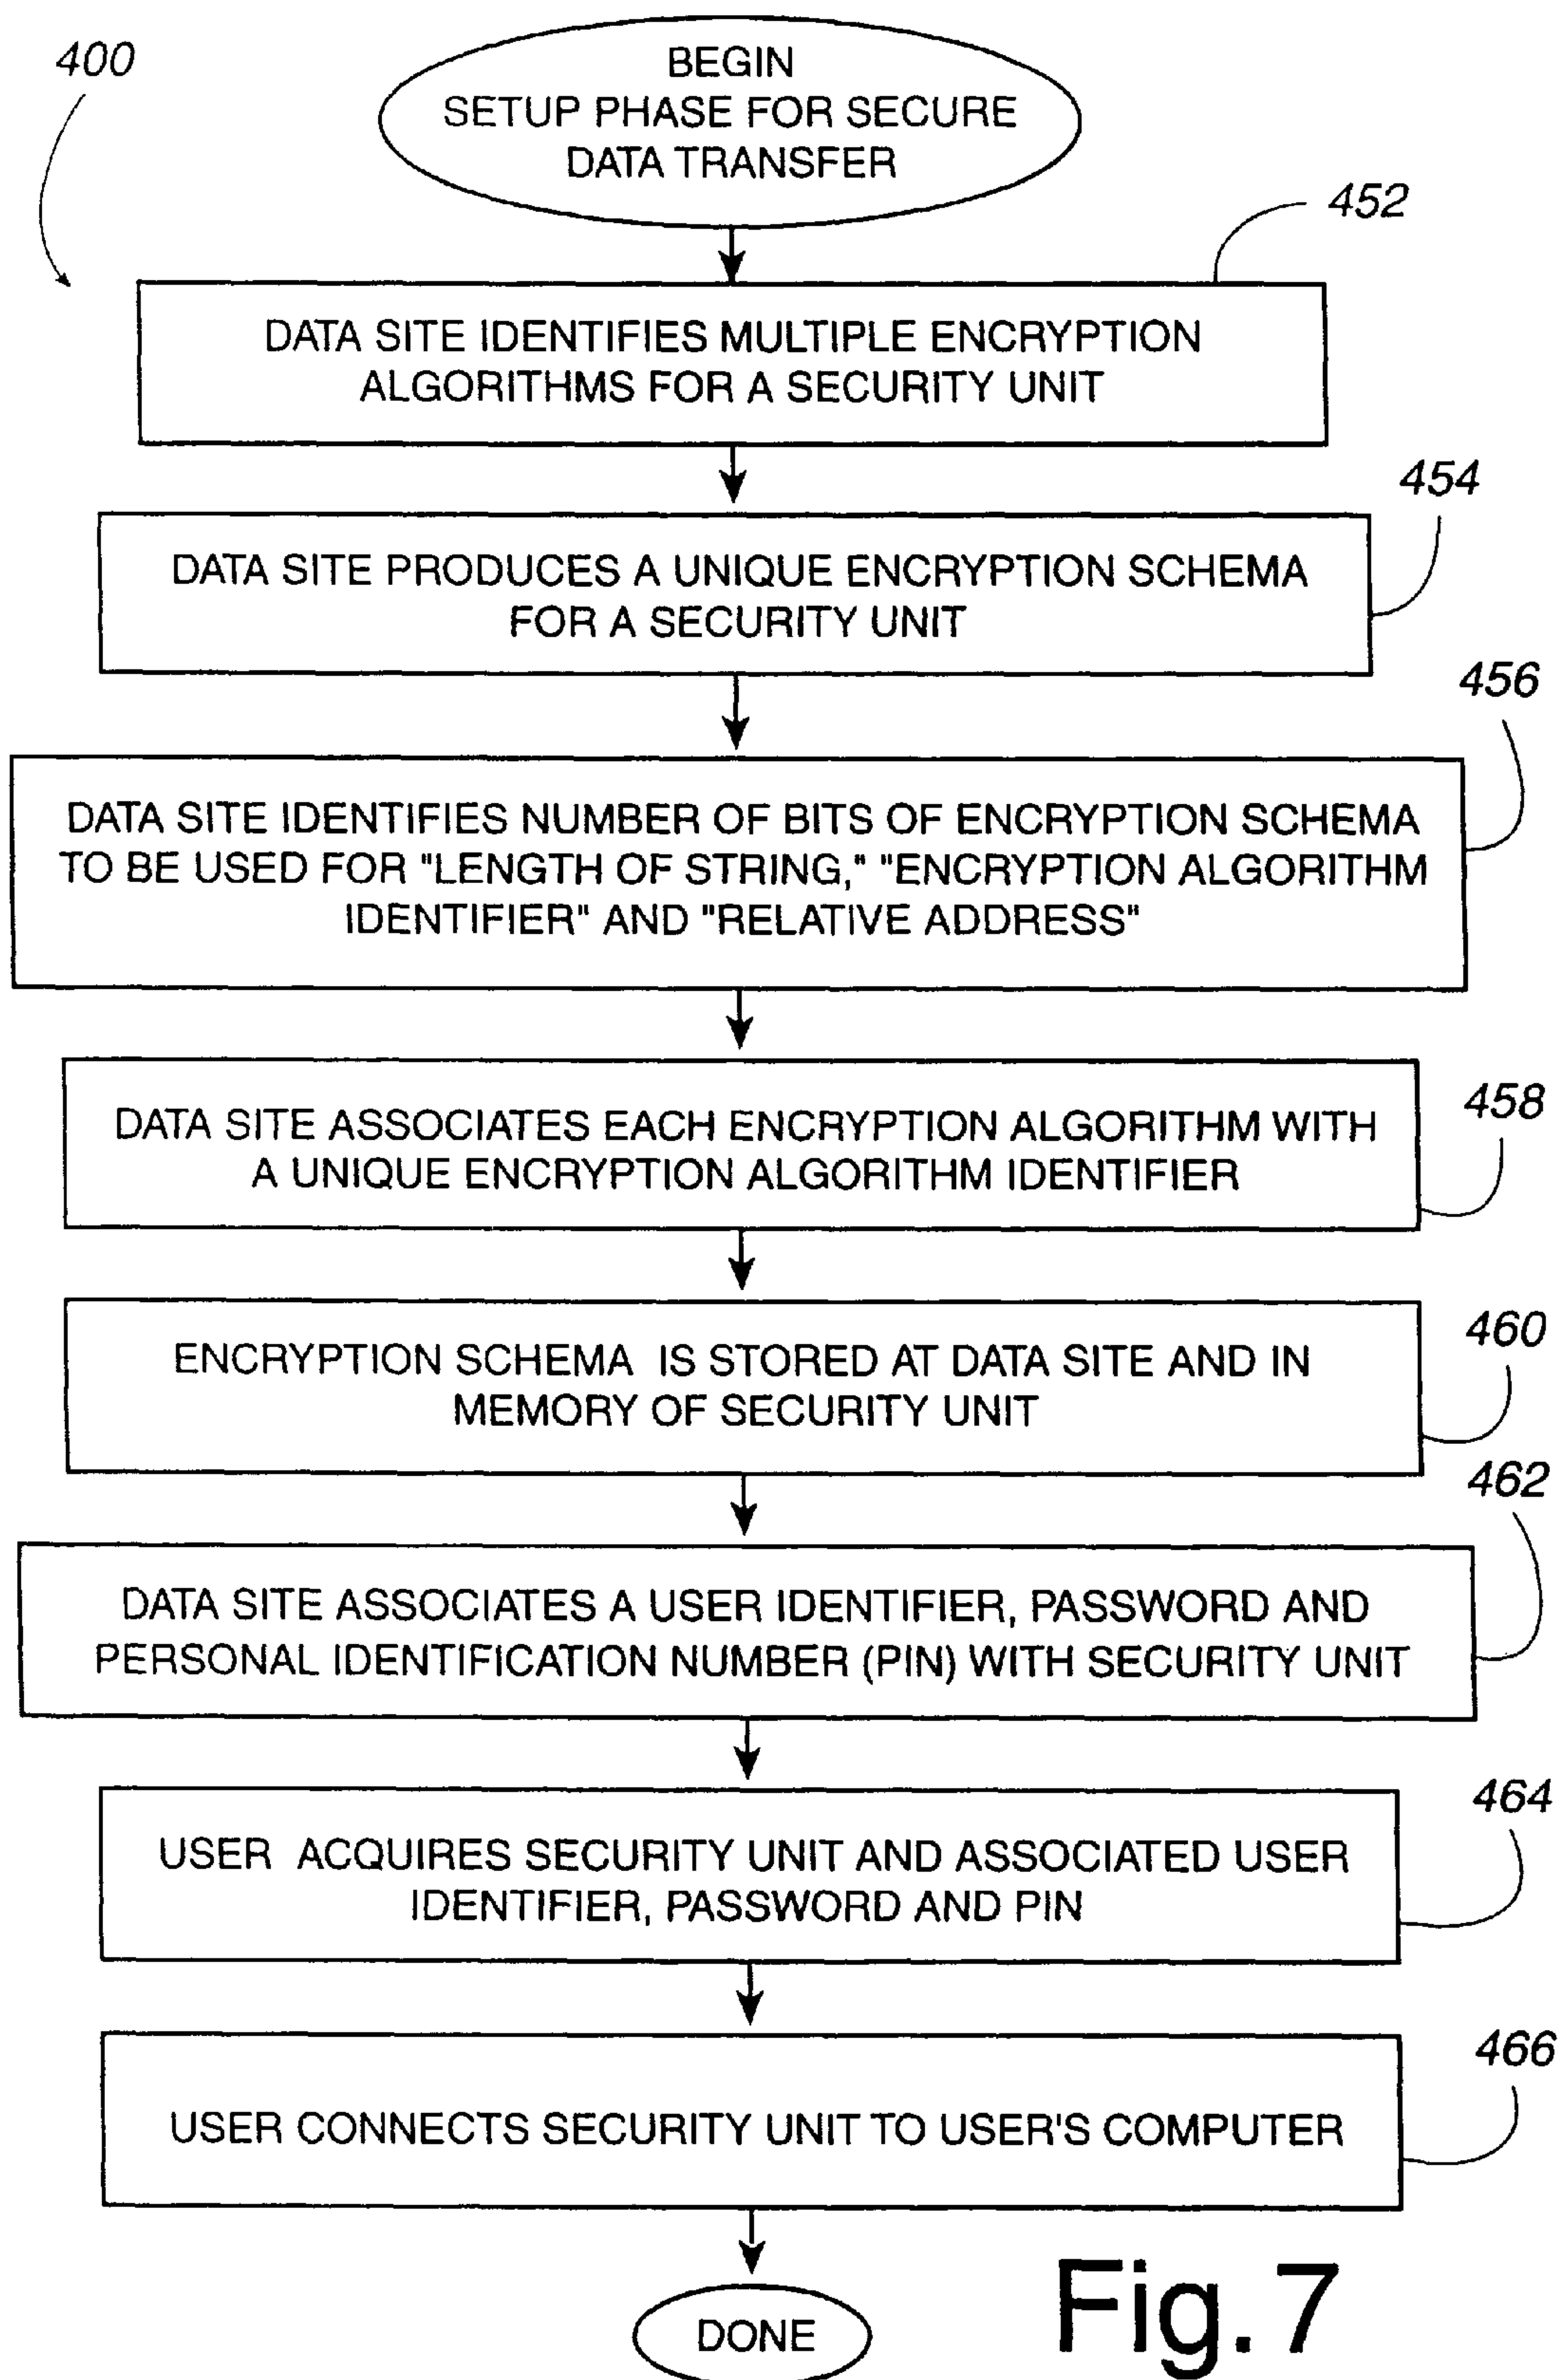 400
BEGIN
SETUP PHASE FOR SECURE
DATA TRANSFER
452
DATA SITE IDENTIFIES MULTIPLE ENCRYPTION
ALGORITHMS FOR A SECURITY UNIT
454
DATA SITE PRODUCES A UNIQUE ENCRYPTION SCHEMA
FOR A SECURITY UNIT
456
DATA SITE IDENTIFIES NUMBER OF BITS OF ENCRYPTION SCHEMA
TO BE USED FOR "LENGTH OF STRING," "ENCRYPTION ALGORITHM
IDENTIFIER" AND "RELATIVE ADDRESS"
458
DATA SITE ASSOCIATES EACH ENCRYPTION ALGORITHM WITH
A UNIQUE ENCRYPTION ALGORITHM IDENTIFIER
460
ENCRYPTION SCHEMA IS STORED AT DATA SITE AND IN
MEMORY OF SECURITY UNIT
462
DATA SITE ASSOCIATES A USER IDENTIFIER, PASSWORD AND
PERSONAL IDENTIFICATION NUMBER (PIN) WITH SECURITY UNIT
464
USER ACQUIRES SECURITY UNIT AND ASSOCIATED USER
IDENTIFIER, PASSWORD AND PIN
466
USER CONNECTS SECURITY UNIT TO USER'S COMPUTER
DONE
Fig.7